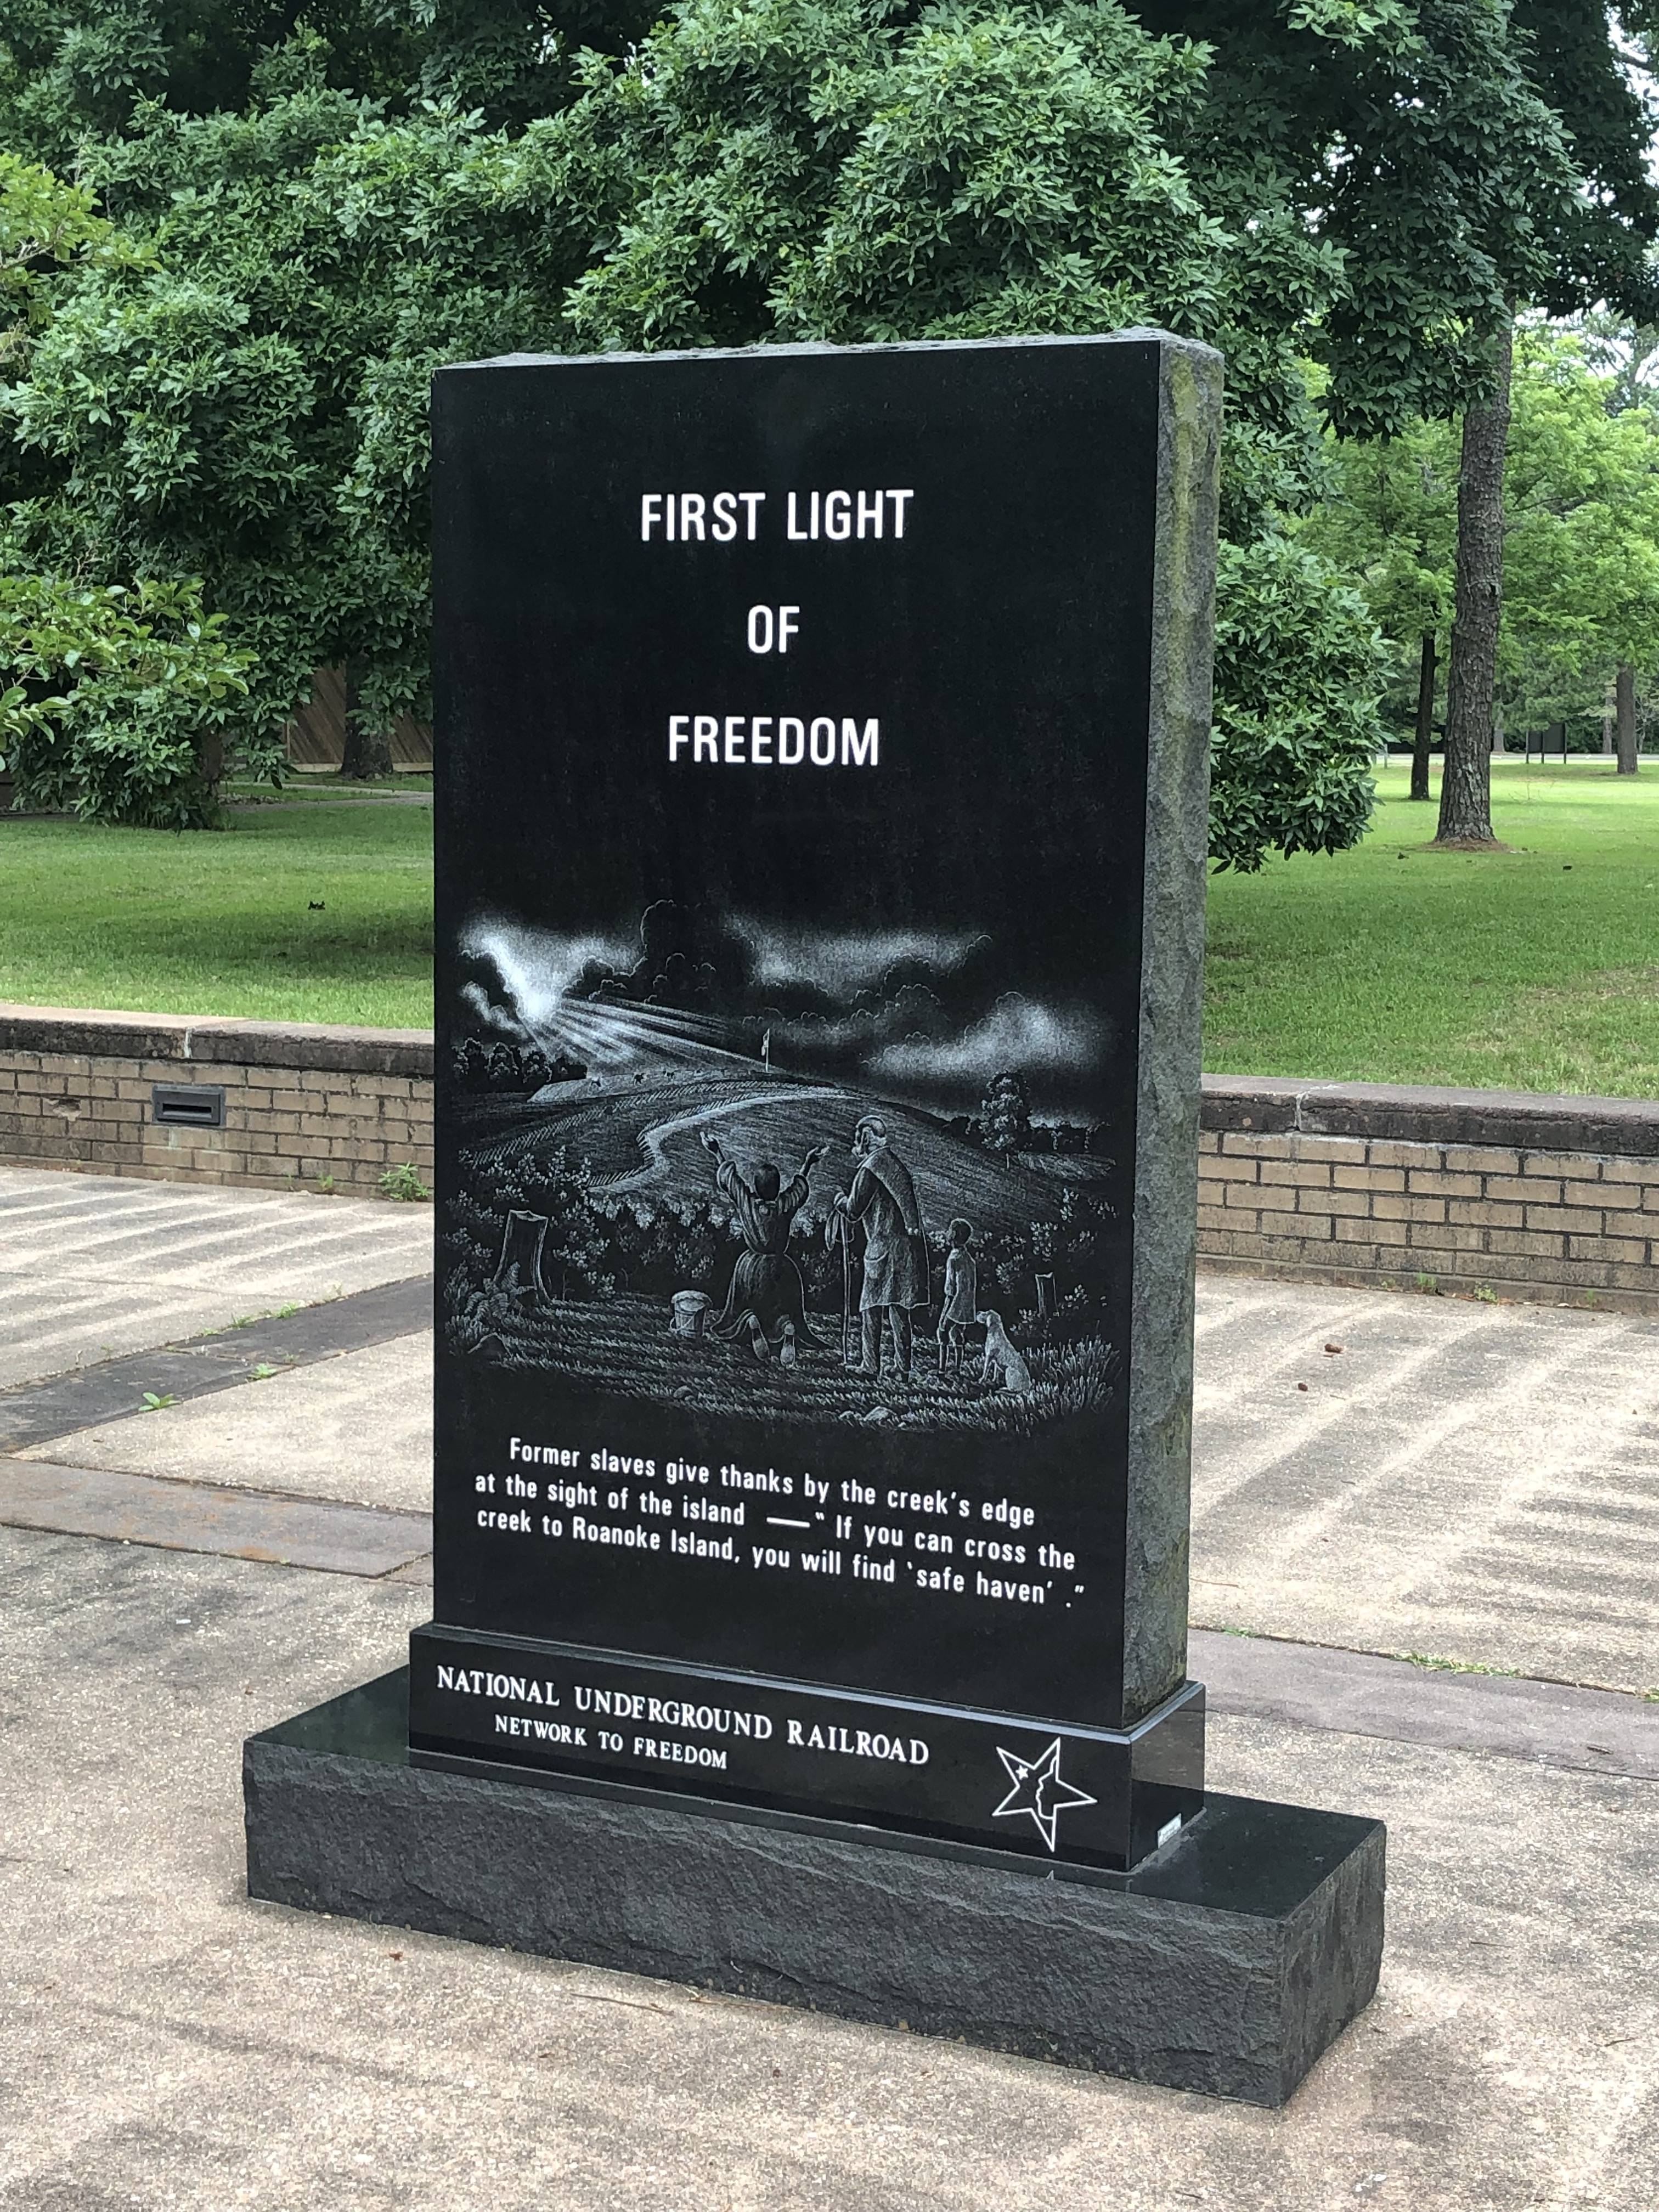 FIRST LIGHT
OF
FREEDOM
Former slaves give thanks by the creek's edge
at the sight of the island — " If you can cross the
creek to Roanoke Island, you will find 'safe haven' ."
NATIONAL UNDERGROUND RAILROAD
NETWORK TO FREEDOM